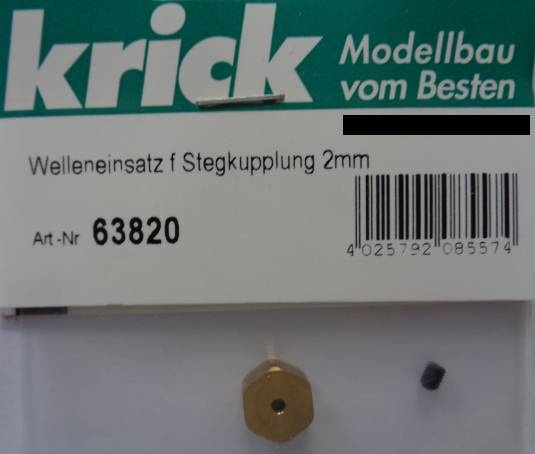 krick
Modellbau
vom Besten
Welleneinsatz f Stegkupplung 2mm
Art-Nr 63820
4 025792 085574